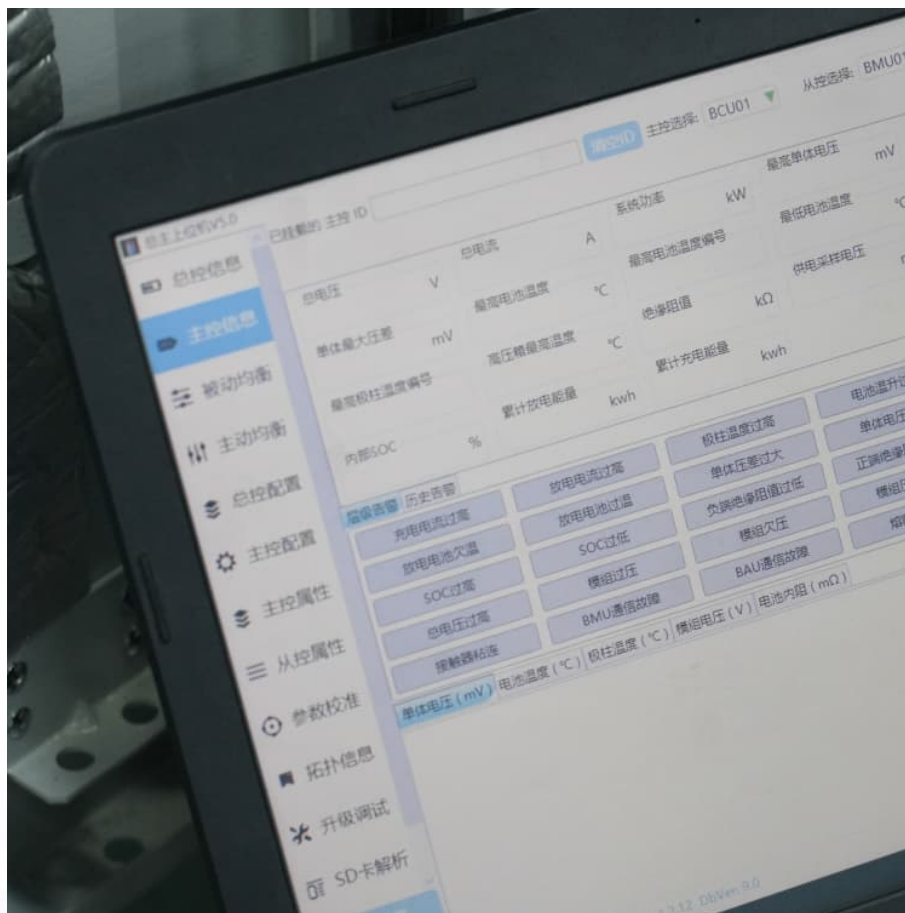 总主上位机V5.0
已挂载的 主控 ID
清空ID
主控选择: BCU01
从控选择: BMU01
总控信息
主控信息
被动均衡
主动均衡
总控配置
主控配置
主控属性
从控属性
参数校准
拓扑信息
升级调试
SD卡解析
总电压 V
总电流 A
系统功率 kW
最高单体电压 mV
单体最大压差 mV
最高电池温度 ℃
最高电池温度编号
最低电池温度 ℃
最高极柱温度编号
高压箱最高温度 ℃
绝缘阻值 kΩ
供电采样电压
内部SOC %
累计放电能量 kwh
累计充电能量 kwh
层级告警 历史告警
充电电流过高 放电电流过高 极柱温度过高 电池温升过
放电电池欠温 放电电池过温 单体压差过大 单体电压
SOC过高 SOC过低 负端绝缘阻值过低 正端绝缘
总电压过高 模组过压 模组欠压 模组
接触器粘连 BMU通信故障 BAU通信故障
单体电压 ( mV ) 电池温度 ( ℃ ) 极柱温度 ( ℃ ) 模组电压 ( V ) 电池内阻 ( mΩ )
DbVer: 9.0